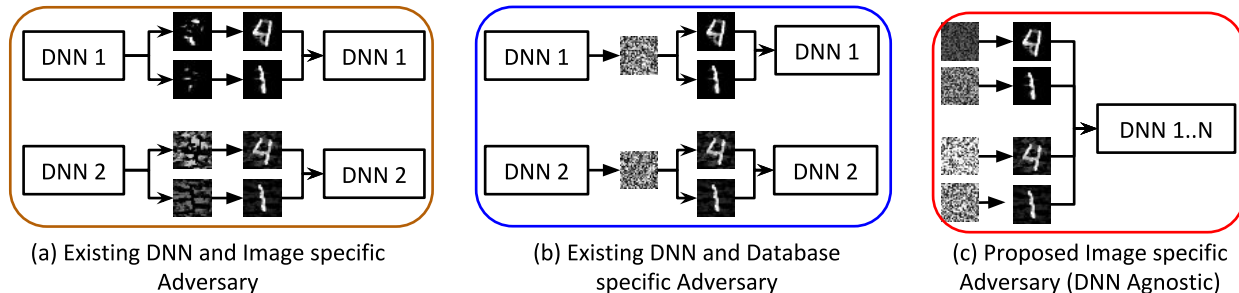 DNN 1
DNN 1
DNN 2
DNN 2
(a) Existing DNN and Image specific
Adversary
DNN 1
DNN 1
DNN 2
DNN 2
(b) Existing DNN and Database
specific Adversary
DNN 1..N
(c) Proposed Image specific
Adversary (DNN Agnostic)